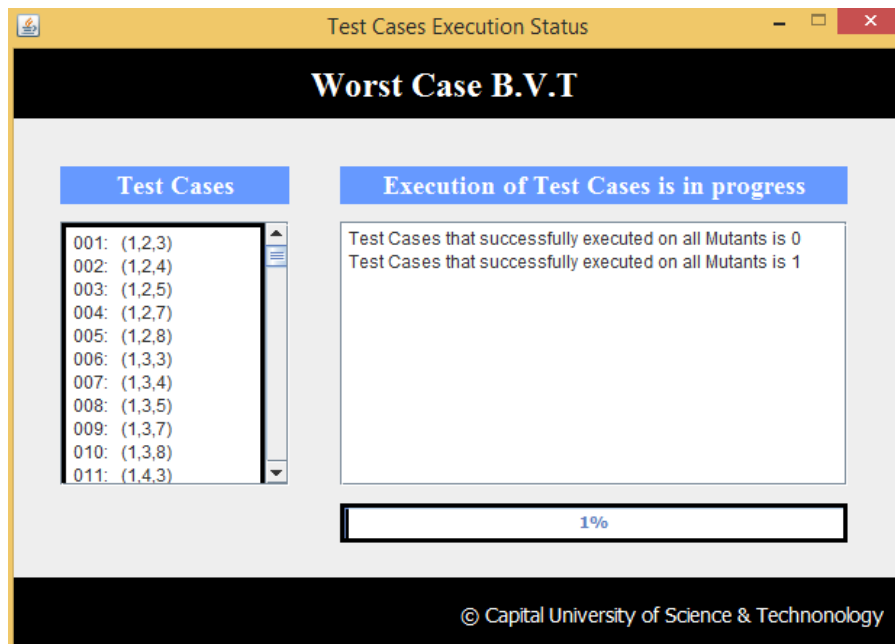 Test Cases Execution Status
Worst Case B.V.T
Test Cases
001: (1,2,3)
002: (1,2,4)
003: (1,2,5)
004: (1,2,7)
005: (1,2,8)
006: (1,3,3)
007: (1,3,4)
008: (1,3,5)
009: (1,3,7)
010: (1,3,8)
011: (1,4,3)
Execution of Test Cases is in progress
Test Cases that successfully executed on all Mutants is 0
Test Cases that successfully executed on all Mutants is 1
1%
© Capital University of Science & Technonology